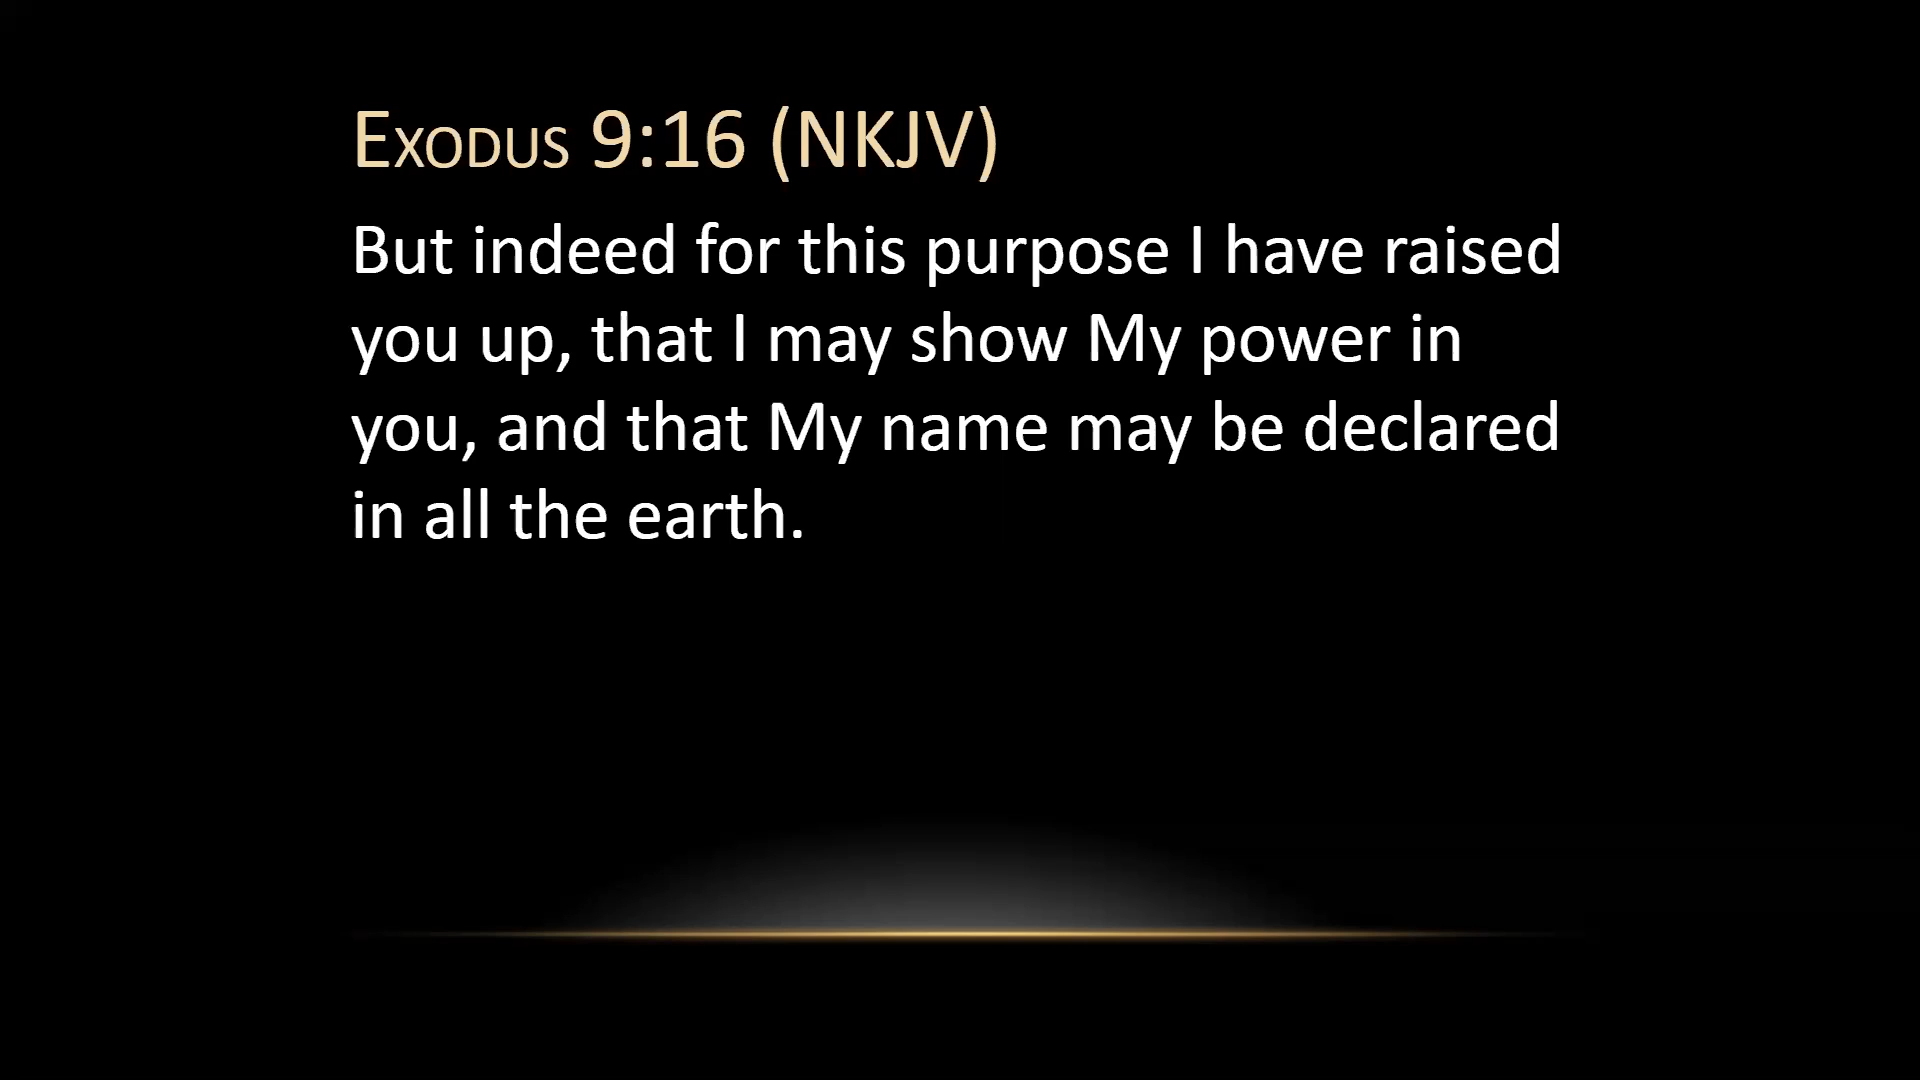 Exodus 9:16 (NKJV)
But indeed for this purpose I have raised
you up, that I may show My power in
you, and that My name may be declared
in all the earth.